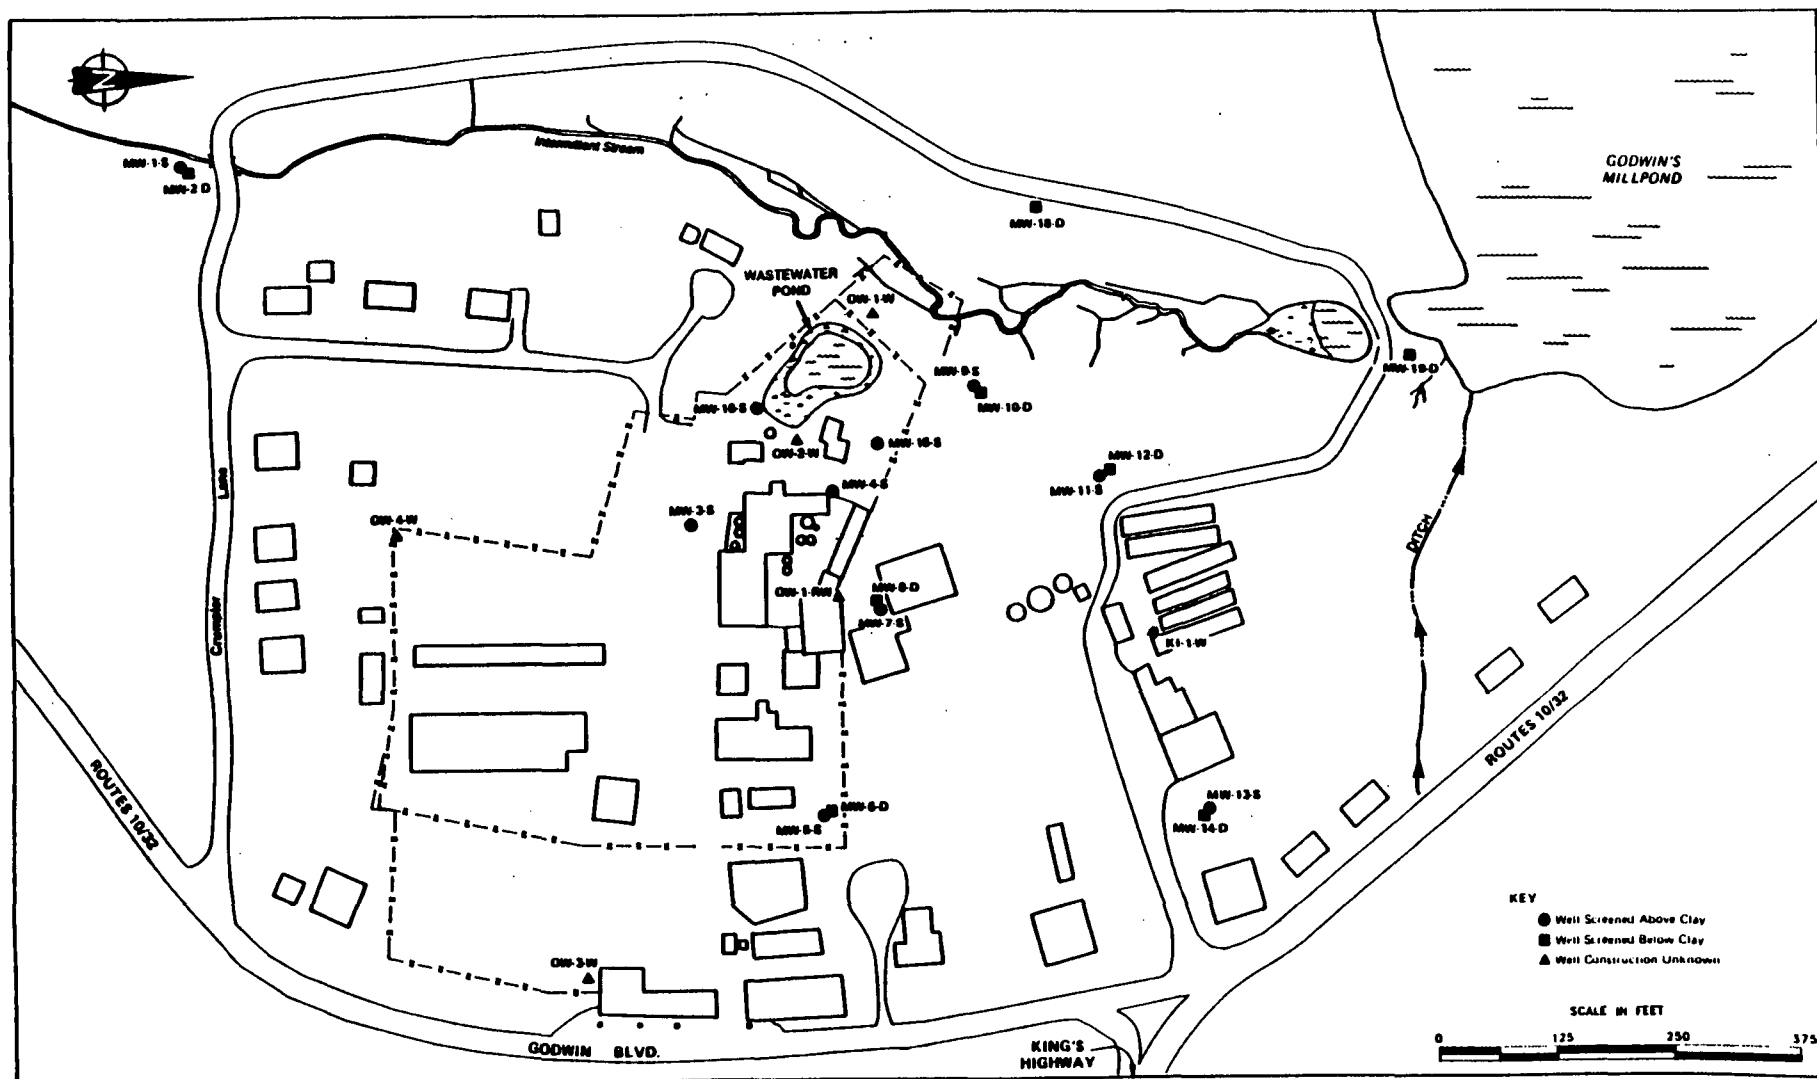 N
MW-1-S
MW-2 D
Intermittent Stream
GODWIN'S
MILLPOND
MW-18-D
WASTEWATER
POND
OW-1-W
MW-19-D
MW-9-S
MW-10-D
MW-16-S
OW-2-W
MW-15-S
MW-12-D
MW-11-S
MW-4-S
MW-3-S
OW-4-W
Lane
Crumpler
DITCH
OW-1-RW
MW-8-D
MW-7-S
K1-1-W
ROUTES 10/32
ROUTES 10/32
MW-6-D
MW-5-S
MW-13-S
MW-14-D
OW-3-W
GODWIN BLVD.
KING'S
HIGHWAY
KEY
Well Screened Above Clay
Well Screened Below Clay
Well Construction Unknown
SCALE IN FEET
0 125 250 375